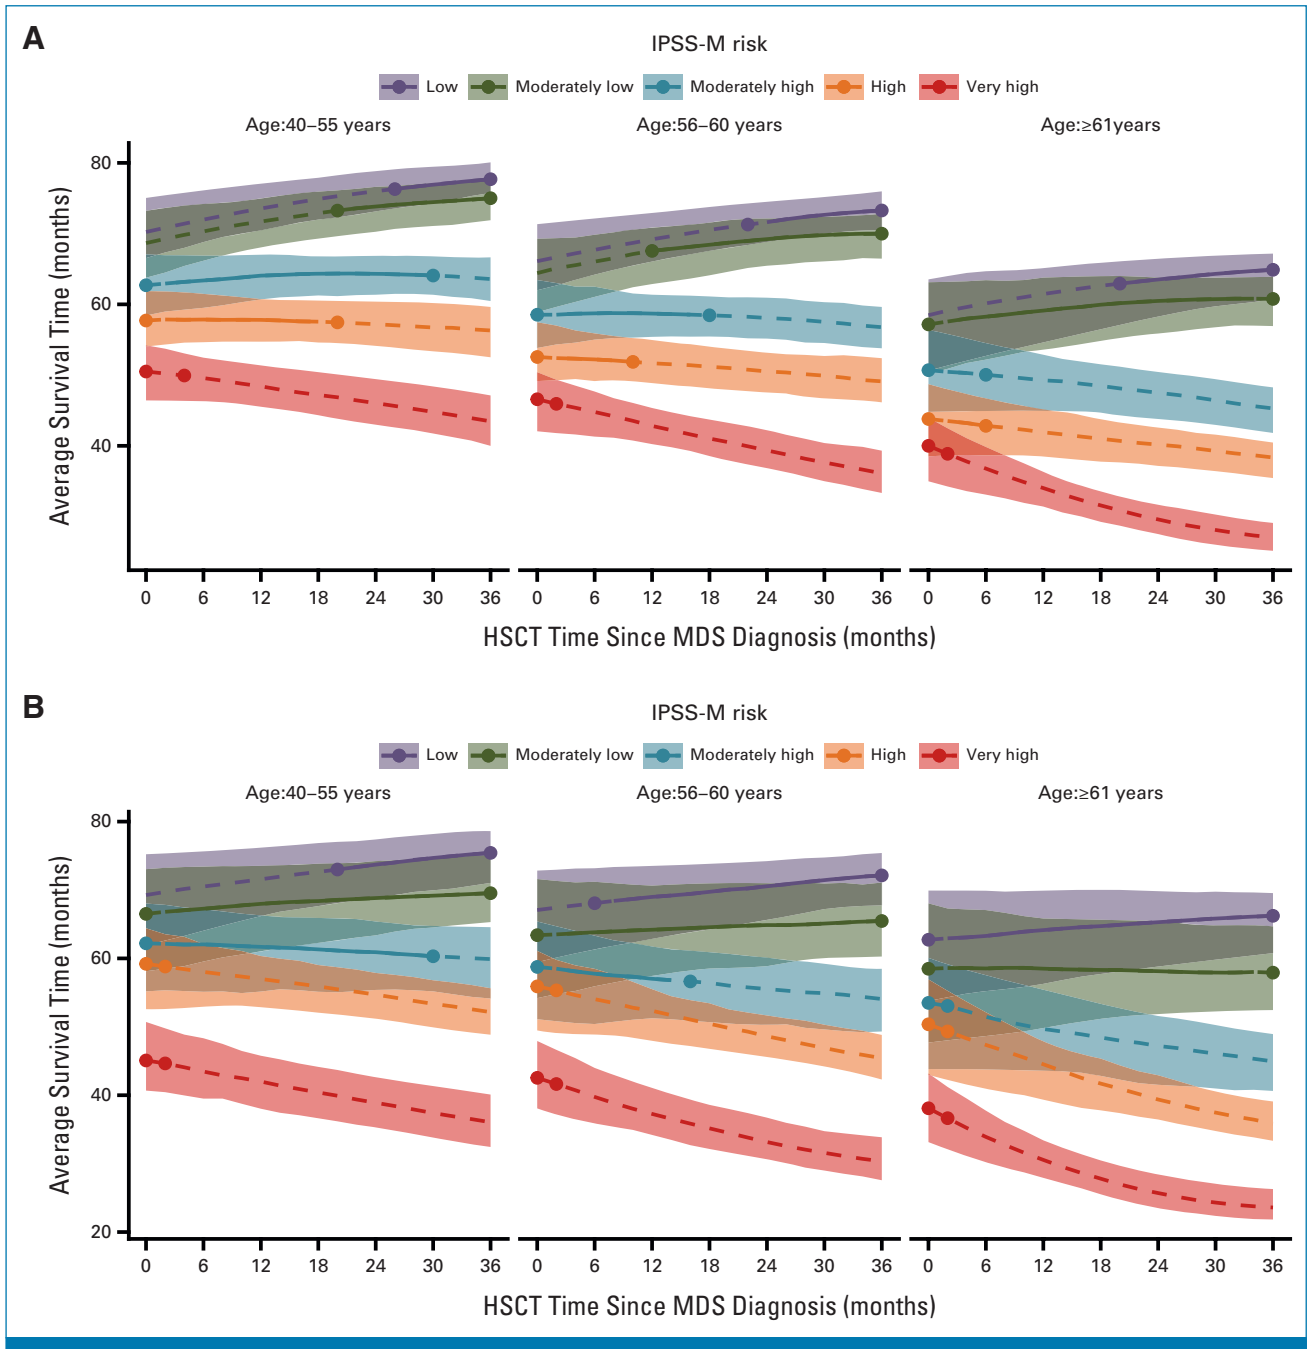 A
IPSS-M risk
Low Moderately low Moderately high High Very high
Age:40–55 years Age:56–60 years Age:≥61years
Average Survival Time (months)
80
60
40
0 6 12 18 24 30 36 0 6 12 18 24 30 36 0 6 12 18 24 30 36
HSCT Time Since MDS Diagnosis (months)
B
IPSS-M risk
Low Moderately low Moderately high High Very high
Age:40–55 years Age:56–60 years Age:≥61 years
Average Survival Time (months)
80
60
40
20
0 6 12 18 24 30 36 0 6 12 18 24 30 36 0 6 12 18 24 30 36
HSCT Time Since MDS Diagnosis (months)